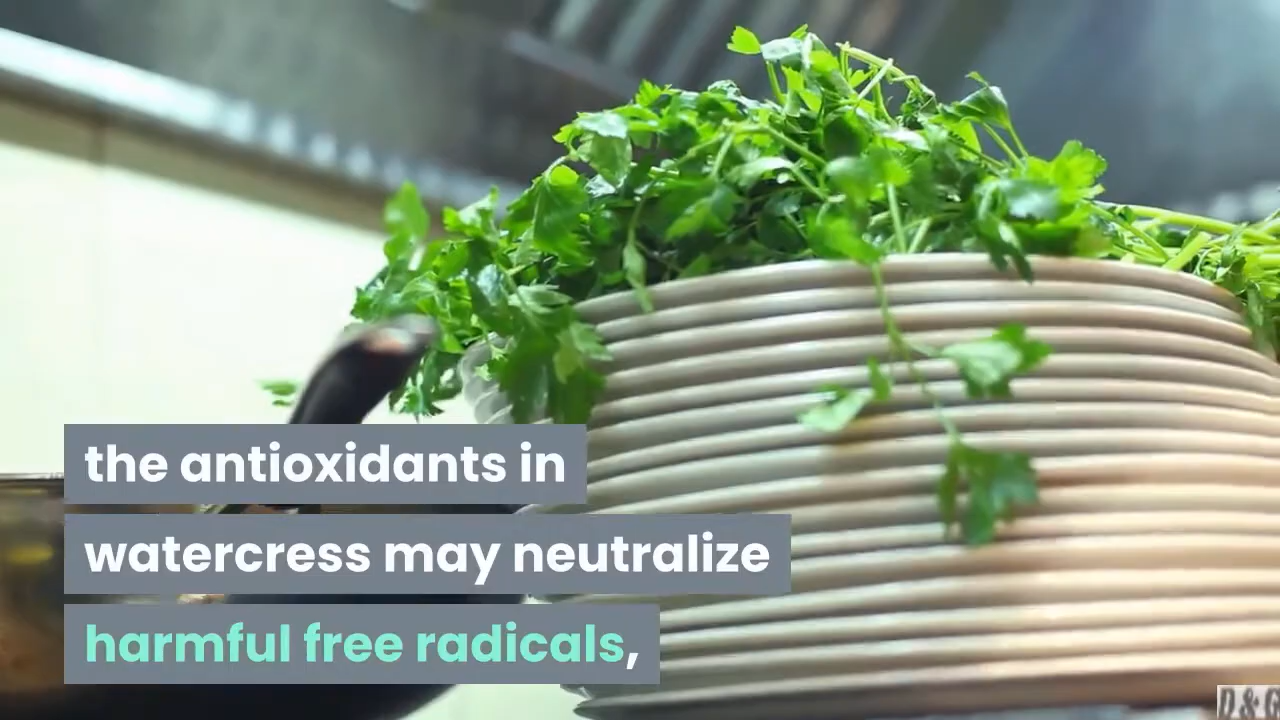 the antioxidants in
watercress may neutralize
harmful free radicals,
D & G